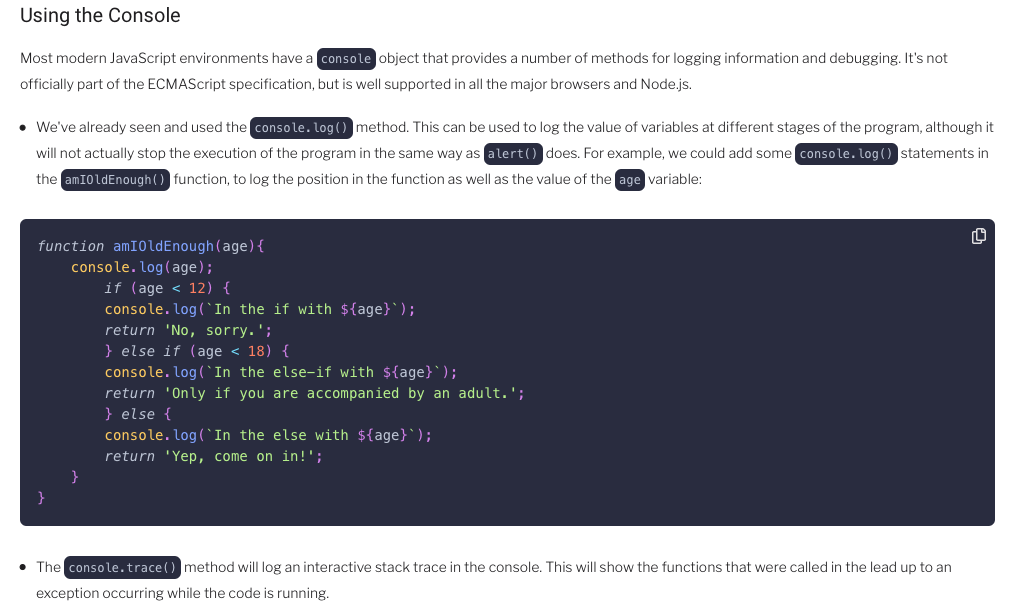 Using the Console
Most modern JavaScript environments have a console object that provides a number of methods for logging information and debugging. It's not
officially part of the ECMAScript specification, but is well supported in all the major browsers and Node.js.
• We've already seen and used the console.log() method. This can be used to log the value of variables at different stages of the program, although it
will not actually stop the execution of the program in the same way as alert() does. For example, we could add some console.log() statements in
the amIOldEnough() function, to log the position in the function as well as the value of the age variable:
function amIOldEnough(age){
    console.log(age);
        if (age < 12) {
        console.log(`In the if with ${age}`);
        return 'No, sorry.';
        } else if (age < 18) {
        console.log(`In the else-if with ${age}`);
        return 'Only if you are accompanied by an adult.';
        } else {
        console.log(`In the else with ${age}`);
        return 'Yep, come on in!';
    }
}
• The console.trace() method will log an interactive stack trace in the console. This will show the functions that were called in the lead up to an
exception occurring while the code is running.